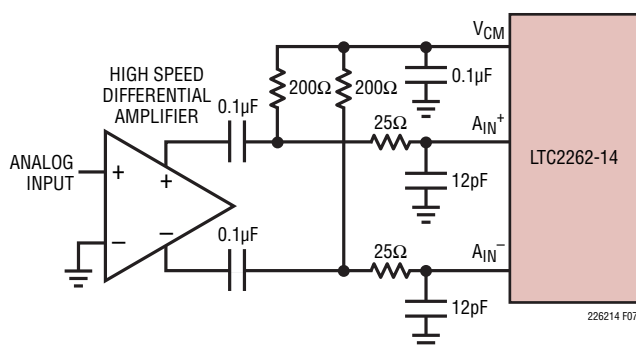 V_CM
HIGH SPEED
DIFFERENTIAL
AMPLIFIER
200Ω
200Ω
0.1µF
0.1µF
25Ω
A_IN^+
LTC2262-14
ANALOG
INPUT
+
+
12pF
–
–
0.1µF
25Ω
A_IN^–
12pF
226214 F07